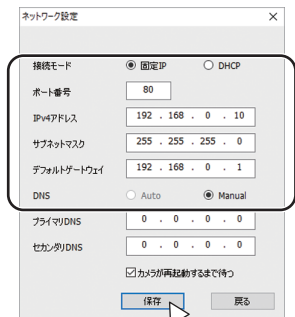 ネットワーク設定
接続モード 固定IP DHCP
ポート番号 80
IPv4アドレス 192 . 168 . 0 . 10
サブネットマスク 255 . 255 . 255 . 0
デフォルトゲートウェイ 192 . 168 . 0 . 1
DNS Auto Manual
プライマリDNS 0 . 0 . 0 . 0
セカンダリDNS 0 . 0 . 0 . 0
カメラが再起動するまで待つ
保存 戻る